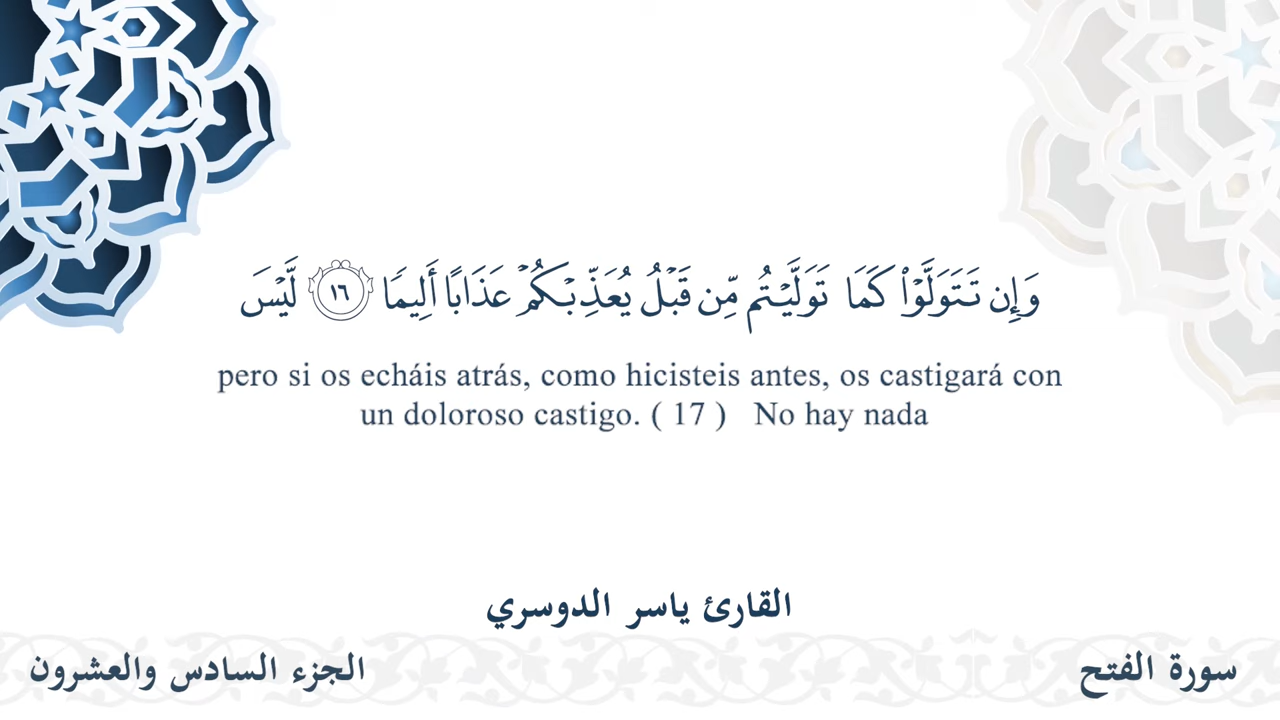 وَإِن تَتَوَلَّوْا۟ كَمَا تَوَلَّيْتُم مِّن قَبْلُ يُعَذِّبْكُمْ عَذَابًا أَلِيمًا ١٦ لَّيْسَ
pero si os echáis atrás, como hicisteis antes, os castigará con
un doloroso castigo. ( 17 ) No hay nada
القارئ ياسر الدوسري
سورة الفتح
الجزء السادس والعشرون